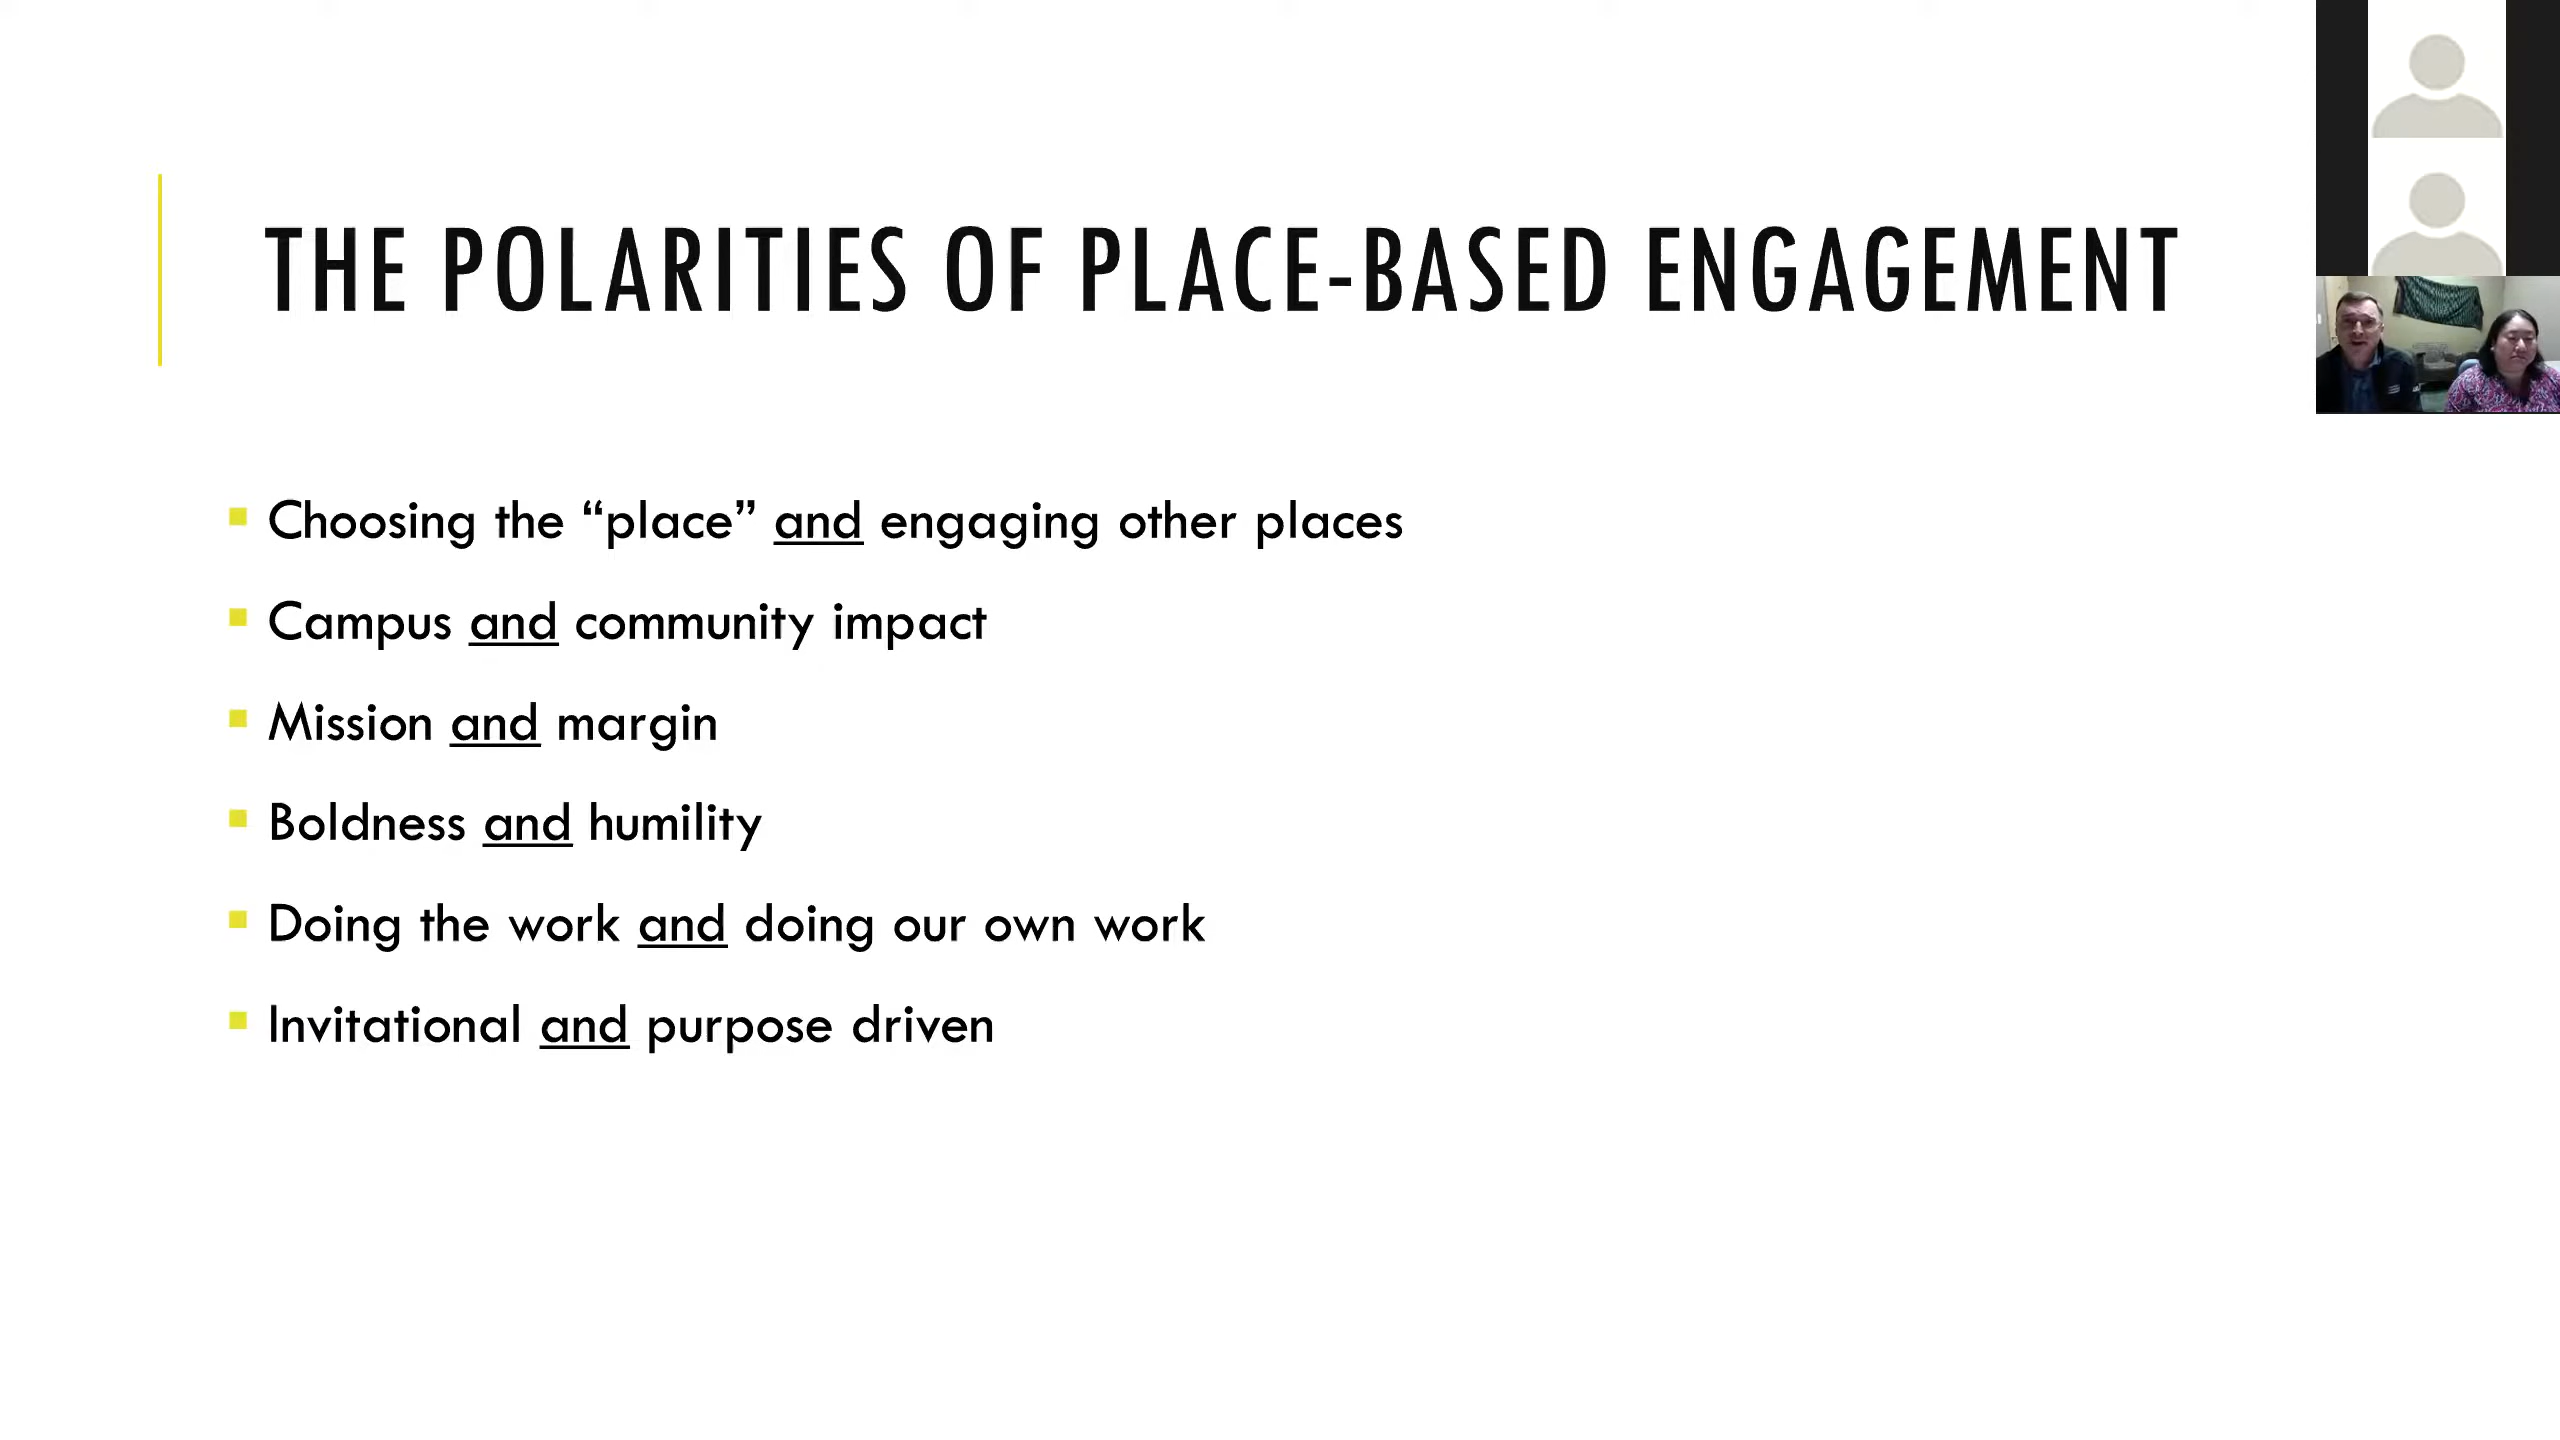 THE POLARITIES OF PLACE-BASED ENGAGEMENT
Choosing the “place” and engaging other places
Campus and community impact
Mission and margin
Boldness and humility
Doing the work and doing our own work
Invitational and purpose driven